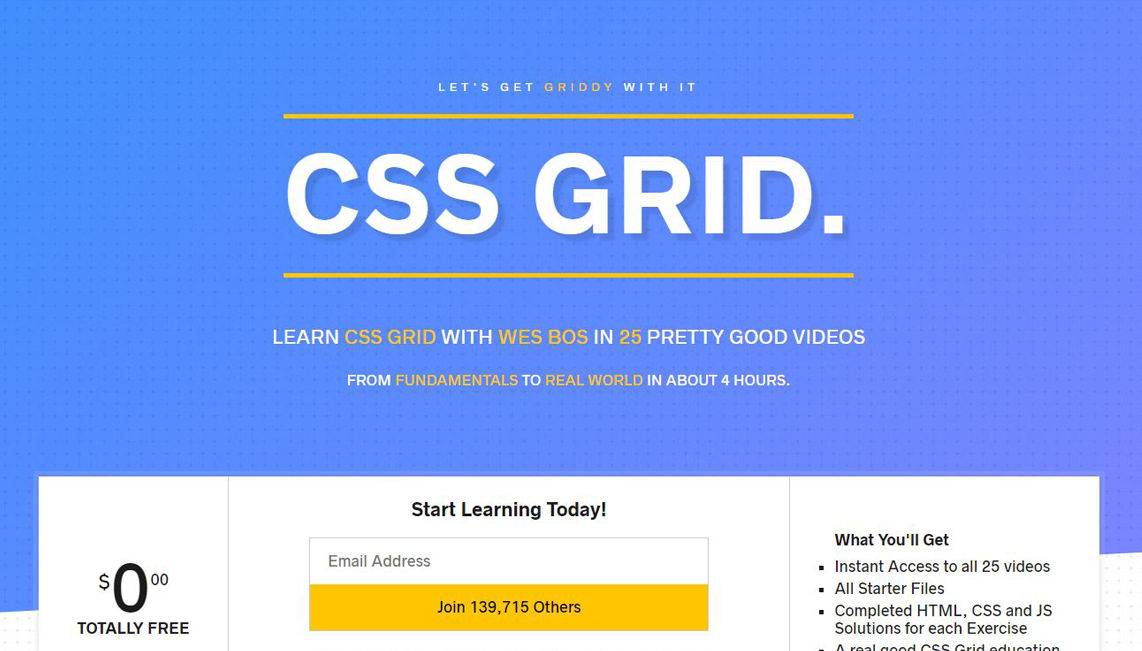 LET'S GET GRIDDY WITH IT
CSS GRID.
LEARN CSS GRID WITH WES BOS IN 25 PRETTY GOOD VIDEOS
FROM FUNDAMENTALS TO REAL WORLD IN ABOUT 4 HOURS.
$000
TOTALLY FREE
Start Learning Today!
Email Address
Join 139,715 Others
What You'll Get
Instant Access to all 25 videos
All Starter Files
Completed HTML, CSS and JS
Solutions for each Exercise
A real good CSS Grid education